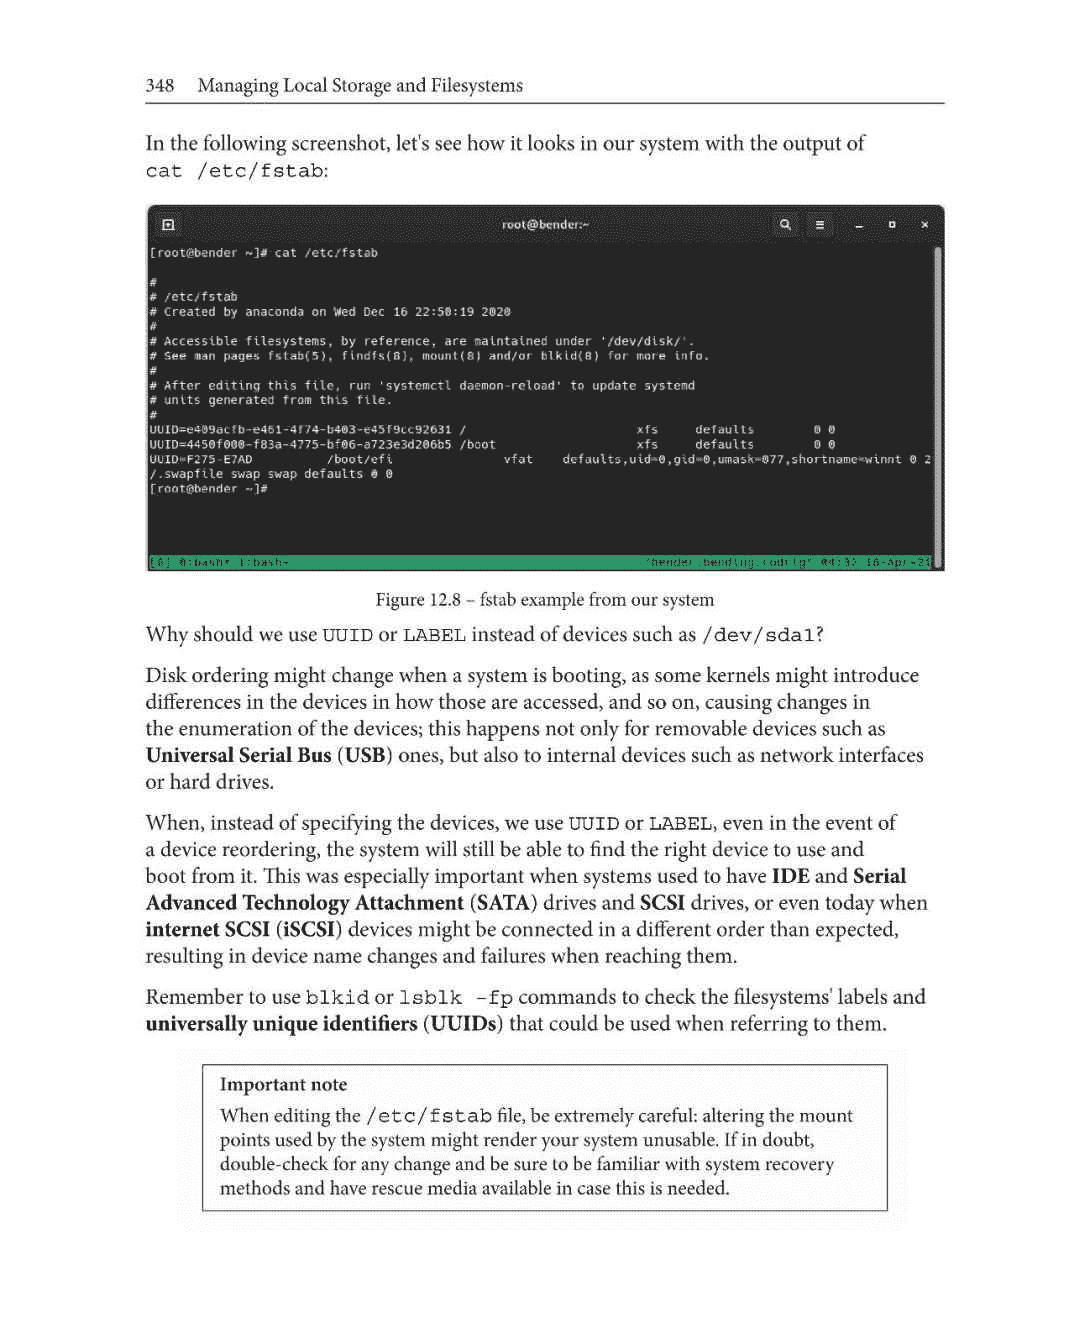 348 Managing Local Storage and Filesystems
In the following screenshot, let's see how it looks in our system with the output of
cat /etc/fstab:
root@bender:~
[root@bender ~]# cat /etc/fstab
#
# /etc/fstab
# Created by anaconda on Wed Dec 16 22:50:19 2020
#
# Accessible filesystems, by reference, are maintained under '/dev/disk/'.
# See man pages fstab(5), findfs(8), mount(8) and/or blkid(8) for more info.
#
# After editing this file, run 'systemctl daemon-reload' to update systemd
# units generated from this file.
#
UUID=e409acfb-e461-4f74-b403-e45f9cc92631 / xfs defaults 0 0
UUID=4450f000-f83a-4775-bf06-a723e3d206b5 /boot xfs defaults 0 0
UUID=F275-E7AD /boot/efi vfat defaults,uid=0,gid=0,umask=077,shortname=winnt 0 2
/.swapfile swap swap defaults 0 0
[root@bender ~]#
Figure 12.8 – fstab example from our system
Why should we use UUID or LABEL instead of devices such as /dev/sda1?
Disk ordering might change when a system is booting, as some kernels might introduce
differences in the devices in how those are accessed, and so on, causing changes in
the enumeration of the devices; this happens not only for removable devices such as
Universal Serial Bus (USB) ones, but also to internal devices such as network interfaces
or hard drives.
When, instead of specifying the devices, we use UUID or LABEL, even in the event of
a device reordering, the system will still be able to find the right device to use and
boot from it. This was especially important when systems used to have IDE and Serial
Advanced Technology Attachment (SATA) drives and SCSI drives, or even today when
internet SCSI (iSCSI) devices might be connected in a different order than expected,
resulting in device name changes and failures when reaching them.
Remember to use blkid or lsblk -fp commands to check the filesystems' labels and
universally unique identifiers (UUIDs) that could be used when referring to them.
Important note
When editing the /etc/fstab file, be extremely careful: altering the mount
points used by the system might render your system unusable. If in doubt,
double-check for any change and be sure to be familiar with system recovery
methods and have rescue media available in case this is needed.